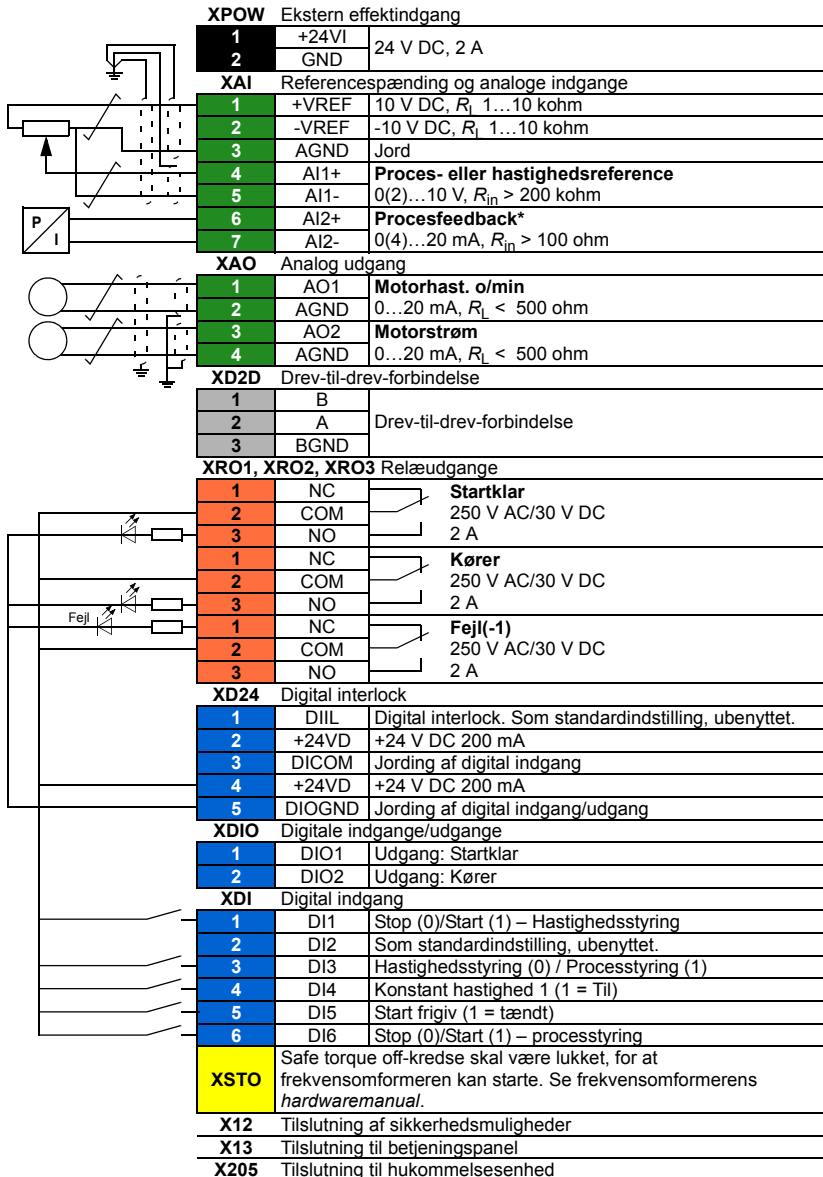 XPOW Ekstern effektindgang
1 +24VI 24 V DC, 2 A
2 GND
XAI Referencespænding og analoge indgange
1 +VREF 10 V DC, RL 1…10 kohm
2 -VREF -10 V DC, RL 1…10 kohm
3 AGND Jord
4 AI1+ Proces- eller hastighedsreference
5 AI1- 0(2)…10 V, Rin > 200 kohm
6 AI2+ Procesfeedback*
7 AI2- 0(4)…20 mA, Rin > 100 ohm
P
I
XAO Analog udgang
1 AO1 Motorhast. o/min
2 AGND 0…20 mA, RL < 500 ohm
3 AO2 Motorstrøm
4 AGND 0…20 mA, RL < 500 ohm
XD2D Drev-til-drev-forbindelse
1 B
2 A Drev-til-drev-forbindelse
3 BGND
XRO1, XRO2, XRO3 Relæudgange
1 NC Startklar
2 COM 250 V AC/30 V DC
3 NO 2 A
1 NC Kører
2 COM 250 V AC/30 V DC
3 NO 2 A
Fejl
1 NC Fejl(-1)
2 COM 250 V AC/30 V DC
3 NO 2 A
XD24 Digital interlock
1 DIIL Digital interlock. Som standardindstilling, ubenyttet.
2 +24VD +24 V DC 200 mA
3 DICOM Jording af digital indgang
4 +24VD +24 V DC 200 mA
5 DIOGND Jording af digital indgang/udgang
XDIO Digitale indgange/udgange
1 DIO1 Udgang: Startklar
2 DIO2 Udgang: Kører
XDI Digital indgang
1 DI1 Stop (0)/Start (1) – Hastighedsstyring
2 DI2 Som standardindstilling, ubenyttet.
3 DI3 Hastighedsstyring (0) / Processtyring (1)
4 DI4 Konstant hastighed 1 (1 = Til)
5 DI5 Start frigiv (1 = tændt)
6 DI6 Stop (0)/Start (1) – processtyring
XSTO Safe torque off-kredse skal være lukket, for at
frekvensomformeren kan starte. Se frekvensomformerens
hardwaremanual.
X12 Tilslutning af sikkerhedsmuligheder
X13 Tilslutning til betjeningspanel
X205 Tilslutning til hukommelsesenhed